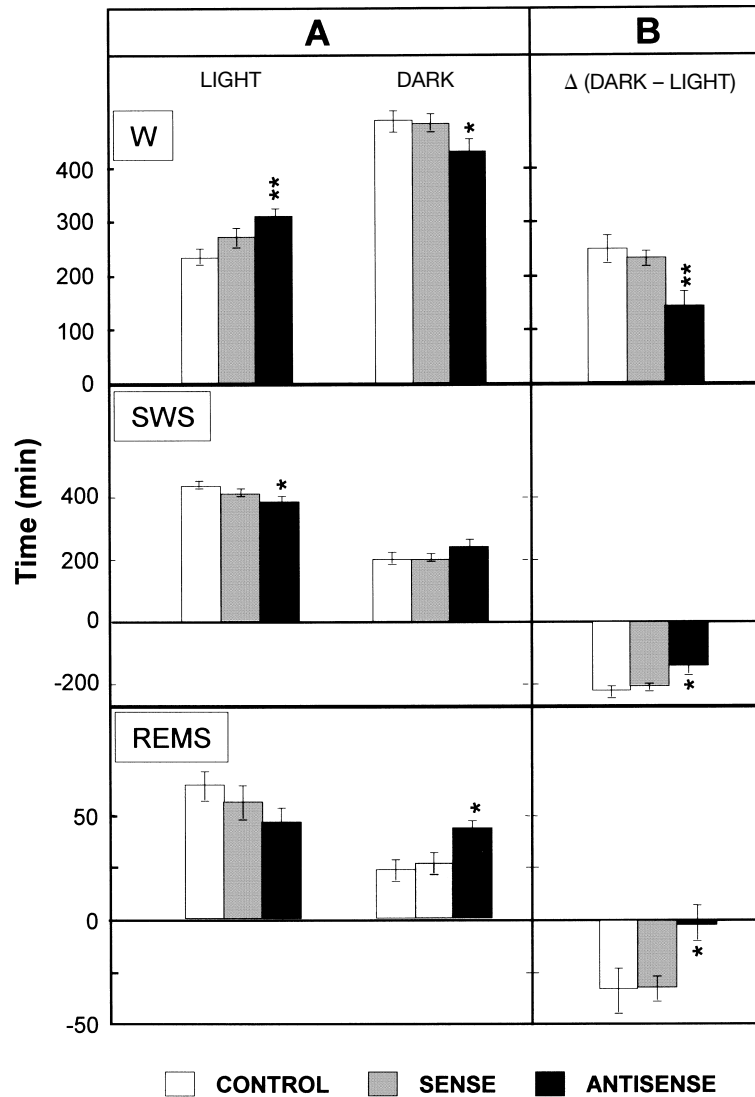 A B
LIGHT DARK Δ (DARK – LIGHT)
W
**
*
400
300
200
100
0
**
SWS
Time (min)
400
200
0
-200
*
*
REMS
50
0
-50
*
*
CONTROL SENSE ANTISENSE